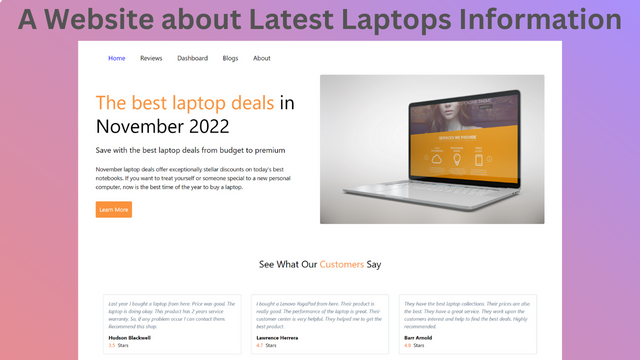 A Website about Latest Laptops Information
Home Reviews Dashboard Blogs About
The best laptop deals in
November 2022
Save with the best laptop deals from budget to premium
November laptop deals offer exceptionally stellar discounts on today's best
notebooks. If you want to treat yourself or someone special to a new personal
computer, now is the best time of the year to buy a laptop.
Learn More
See What Our Customers Say
Last year I bought a laptop from here. Price was good. The
laptop is doing okay. This product has 2 years service
warranty. So, if any problem occur I can contact them.
Recommend this shop.
Hudson Blackwell
3.5 Stars
I bought a Lenovo YogaPad from here. Their product is
really good. The performance of the laptop is great. Their
customer center is very helpful. They helped me to get the
best product.
Lawrence Herrera
4.7 Stars
They have the best laptop collections. Their prices are also
the best. They have a great service. They work upon the
customers interest and help to find the best deals. Highly
recommended.
Barr Arnold
4.8 Stars